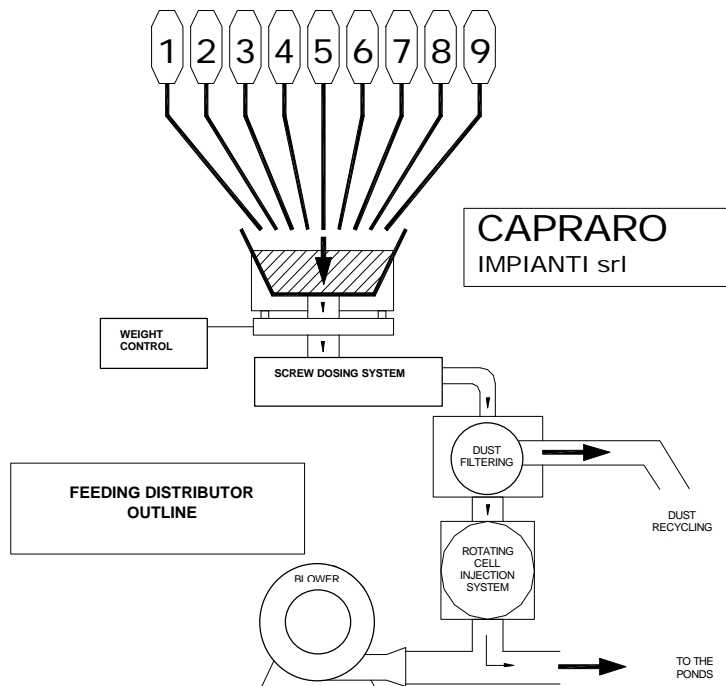 1 2 3 4 5 6 7 8 9
CAPRARO
IMPIANTI srl
WEIGHT
CONTROL
SCREW DOSING SYSTEM
DUST
FILTERING
FEEDING DISTRIBUTOR
OUTLINE
DUST
RECYCLING
ROTATING
CELL
INJECTION
SYSTEM
BLOWER
TO THE
PONDS